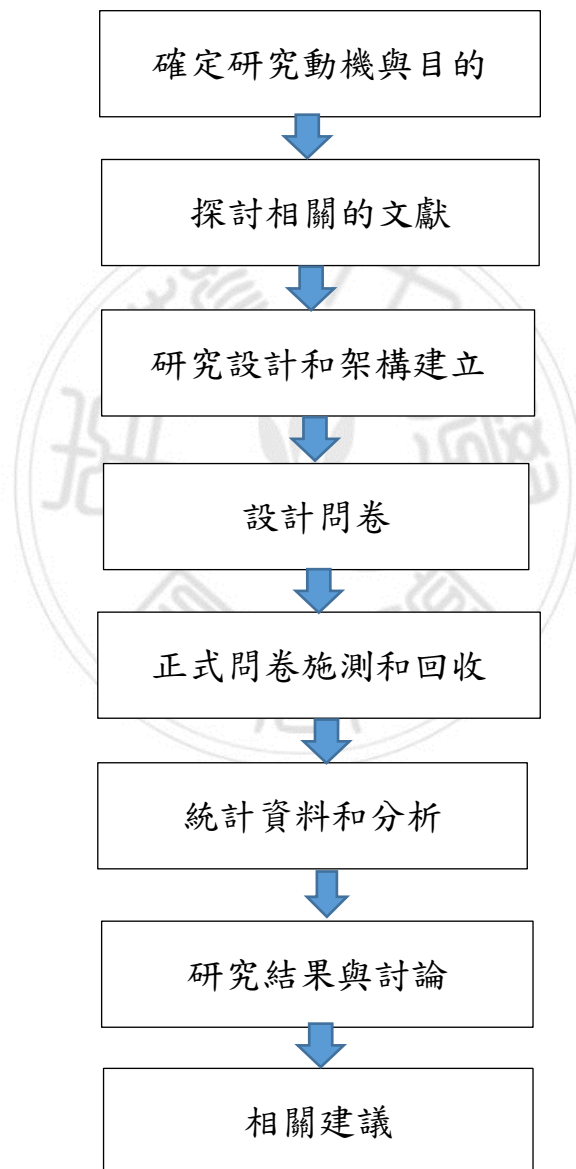 確定研究動機與目的
探討相關的文獻
研究設計和架構建立
設計問卷
正式問卷施測和回收
統計資料和分析
研究結果與討論
相關建議